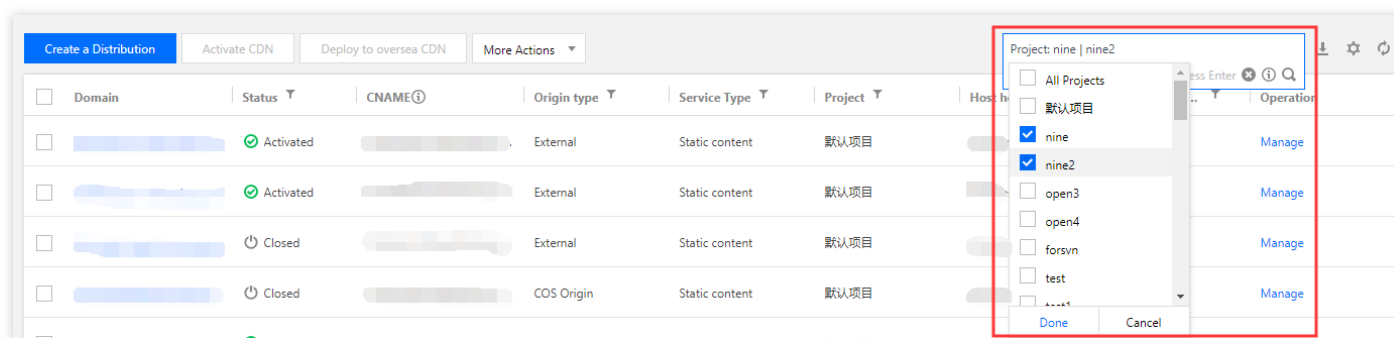 Create a Distribution Activate CDN Deploy to oversea CDN More Actions
Project: nine | nine2
Enter
Domain Status CNAME Origin type Service Type Project Operation
Activated External Static content 默认项目 Manage
Activated External Static content 默认项目 Manage
Closed External Static content 默认项目 Manage
Closed COS Origin Static content 默认项目 Manage
All Projects
默认项目
nine
nine2
open3
open4
forsvn
test
test1
Done Cancel